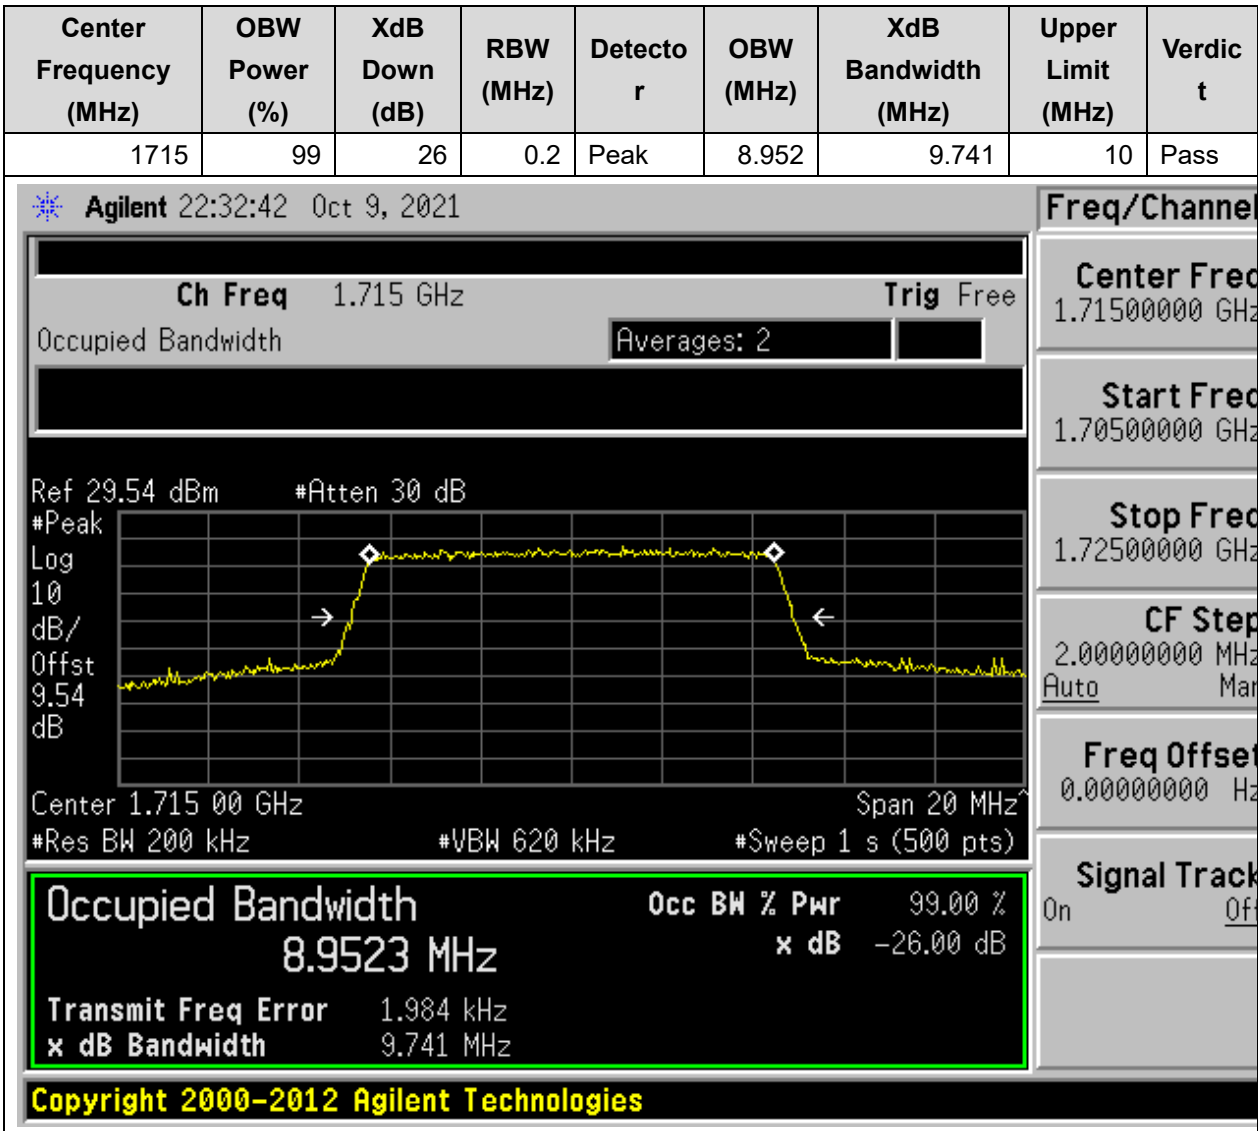 Center Frequency (MHz) OBW Power (%) XdB Down (dB) RBW (MHz) Detecto r OBW (MHz) XdB Bandwidth (MHz) Upper Limit (MHz) Verdic t
1715 99 26 0.2 Peak 8.952 9.741 10 Pass
Agilent 22:32:42 Oct 9, 2021
Freq/Channel
Ch Freq 1.715 GHz Trig Free
Occupied Bandwidth Averages: 2
Center Freq
1.71500000 GHz
Start Freq
1.70500000 GHz
Stop Freq
1.72500000 GHz
CF Step
2.00000000 MHz
Auto Man
Freq Offset
0.00000000 Hz
Signal Track
On Off
Ref 29.54 dBm #Atten 30 dB
#Peak
Log
10
dB/
Offst
9.54
dB
Center 1.715 00 GHz Span 20 MHz^
#Res BW 200 kHz #VBW 620 kHz #Sweep 1 s (500 pts)
Occupied Bandwidth Occ BW % Pwr 99.00 %
8.9523 MHz x dB -26.00 dB
Transmit Freq Error 1.984 kHz
x dB Bandwidth 9.741 MHz
Copyright 2000-2012 Agilent Technologies